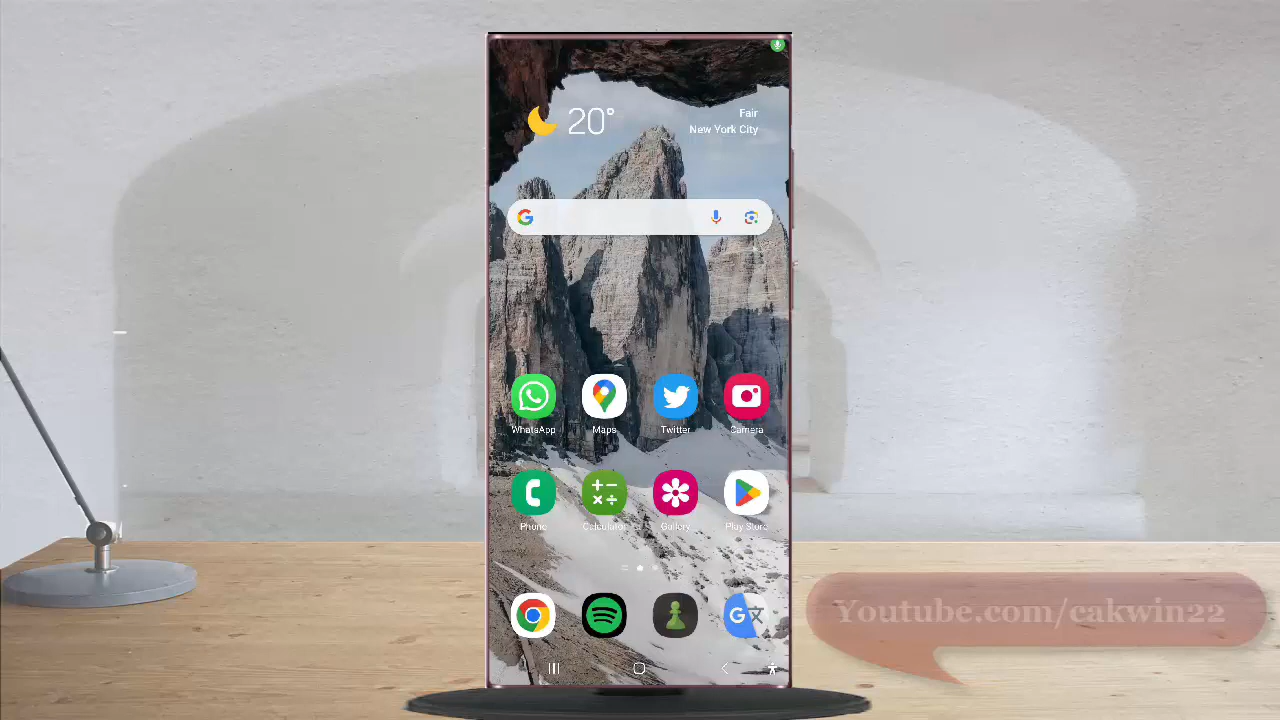 20°
Fair
New York City
WhatsApp
Maps
Twitter
Camera
Phone
Calculator
Gallery
Play Store
Youtube.com/cakwin22